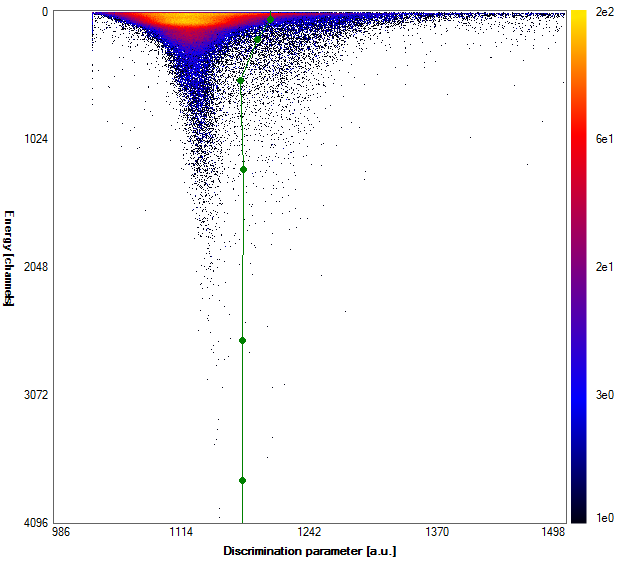 0
1024
2048
3072
4096
Energy [channels]
986
1114
1242
1370
1498
Discrimination parameter [a.u.]
2e2
6e1
2e1
3e0
1e0